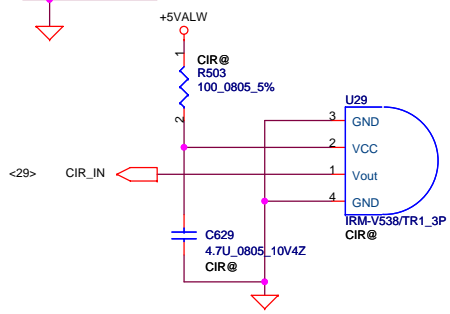 +5VALW
1
CIR@
R503
100_0805_5%
2
U29
3 GND
2 VCC
<29> CIR_IN
1 Vout
4 GND
IRM-V538/TR1_3P
CIR@
C629
4.7U_0805_10V4Z
CIR@